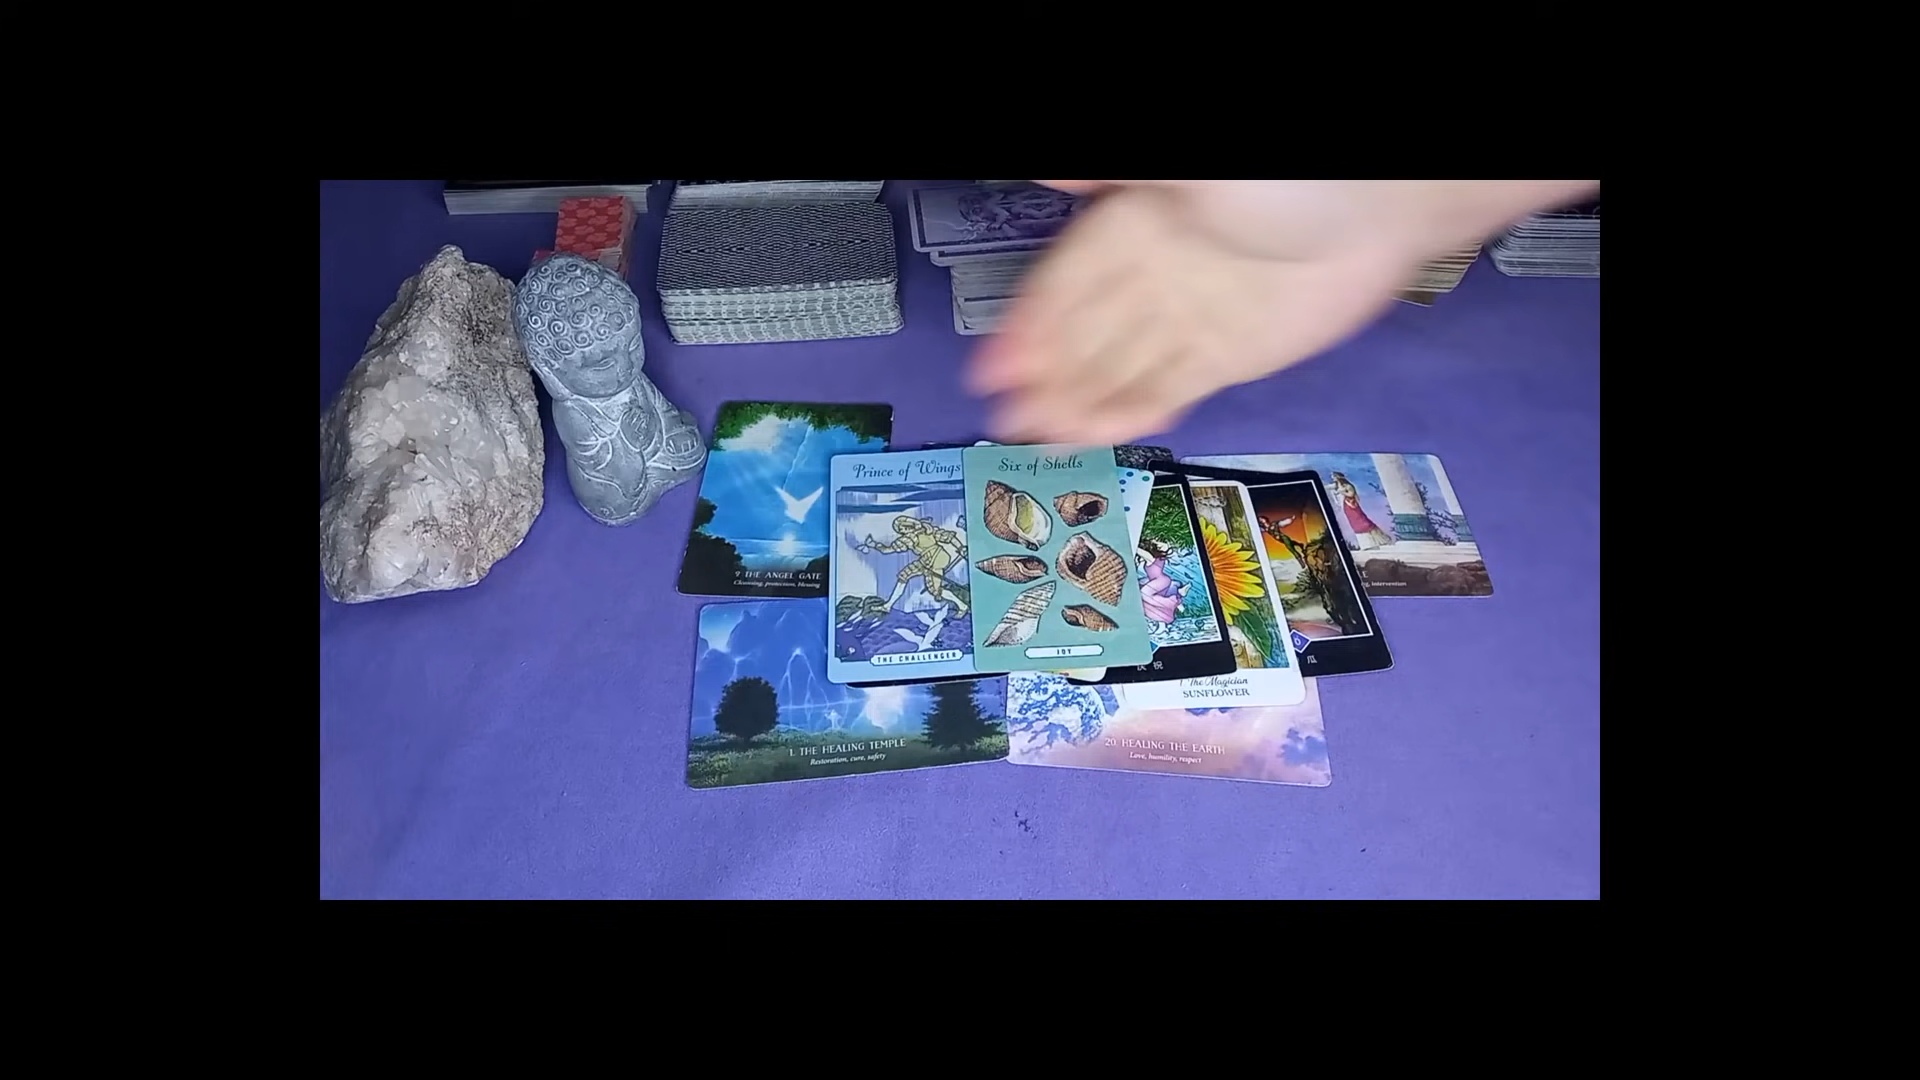 Prince of Wings
Six of Shells
9 THE ANGEL GATE
Cleansing, protection, blessing
intervention
THE CHALLENGER
JOY
1. The Magician
SUNFLOWER
1. THE HEALING TEMPLE
Restoration, cure, safety
20. HEALING THE EARTH
Love, humility, respect